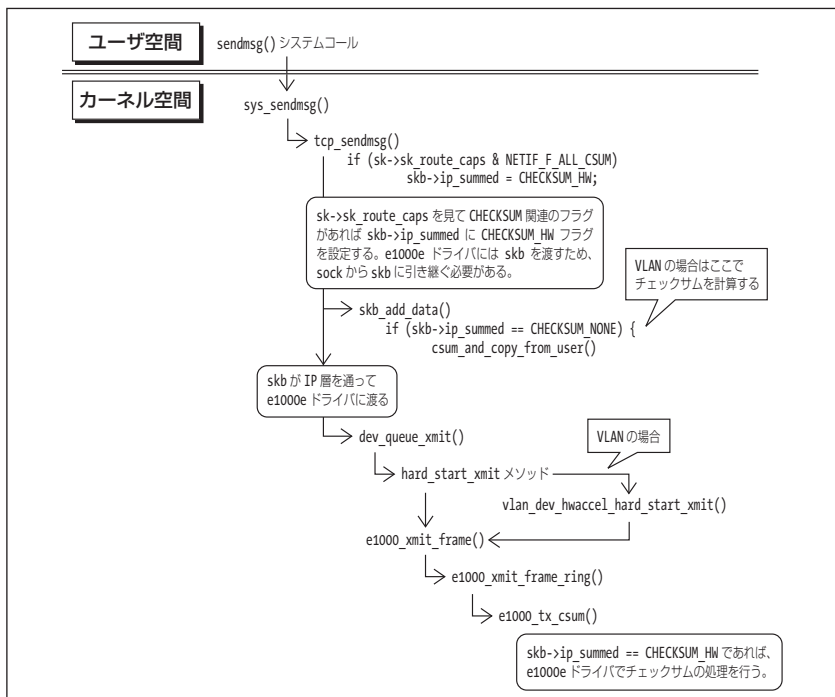 ユーザ空間
sendmsg() システムコール
カーネル空間
sys_sendmsg()
tcp_sendmsg()
if (sk->sk_route_caps & NETIF_F_ALL_CSUM)
skb->ip_summed = CHECKSUM_HW;
sk->sk_route_caps を見て CHECKSUM 関連のフラグ
があれば skb->ip_summed に CHECKSUM_HW フラグ
を設定する。e1000e ドライバには skb を渡すため、
sock から skb に引き継ぐ必要がある。
VLAN の場合はここで
チェックサムを計算する
skb_add_data()
if (skb->ip_summed == CHECKSUM_NONE) {
csum_and_copy_from_user()
skb が IP 層を通って
e1000e ドライバに渡る
dev_queue_xmit()
VLAN の場合
hard_start_xmit メソッド
vlan_dev_hwaccel_hard_start_xmit()
e1000_xmit_frame()
e1000_xmit_frame_ring()
e1000_tx_csum()
skb->ip_summed == CHECKSUM_HW であれば、
e1000e ドライバでチェックサムの処理を行う。